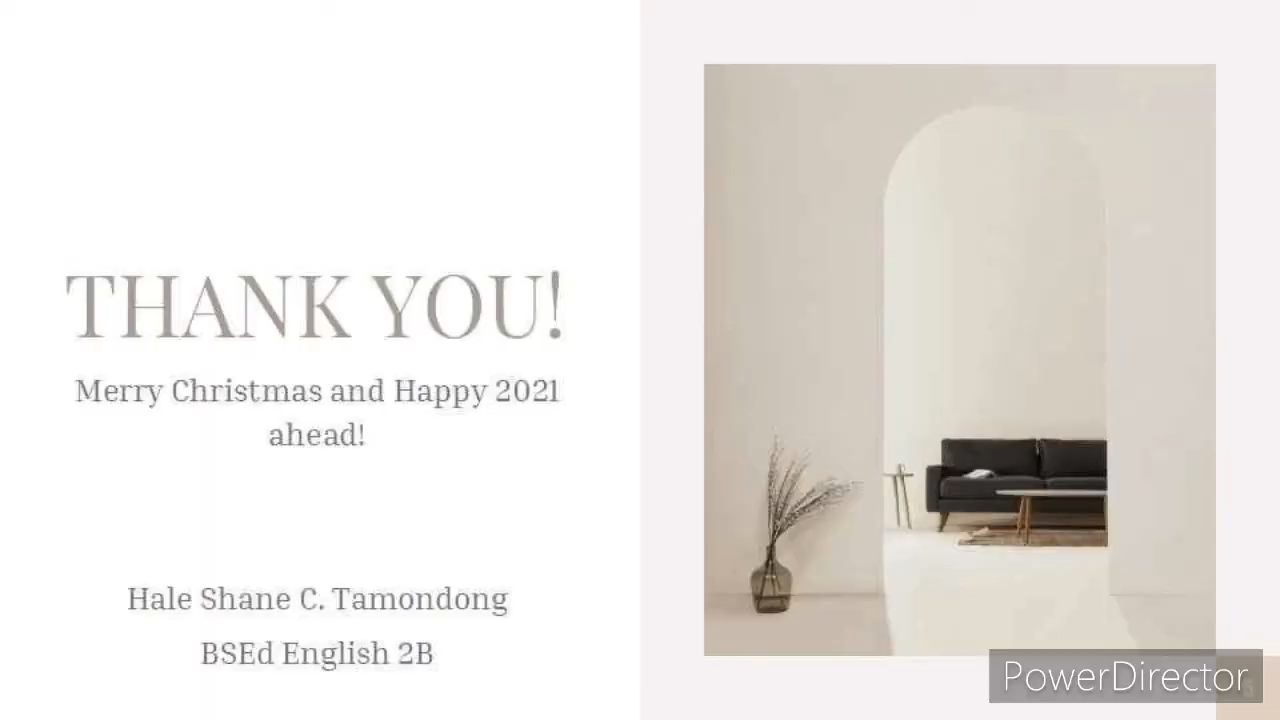 THANK YOU!
Merry Christmas and Happy 2021
ahead!
Hale Shane C. Tamondong
BSEd English 2B
PowerDirector